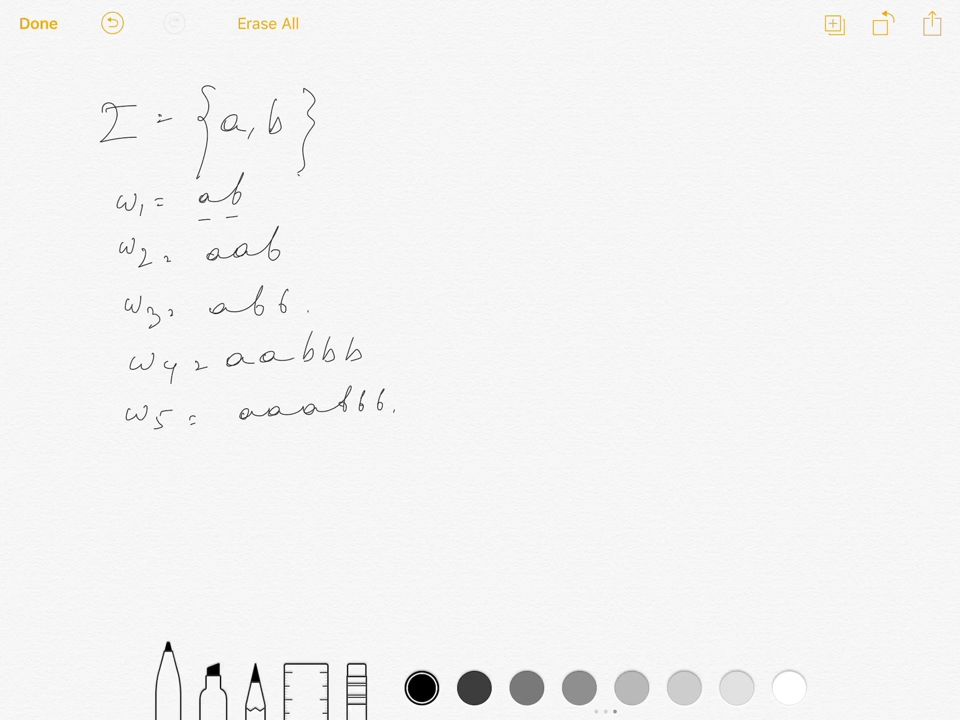 Done Erase All
Σ = {a, b}
w1 = ab
w2 = aab
w3 = abb.
w4 = aabbb
w5 = aaabbb.